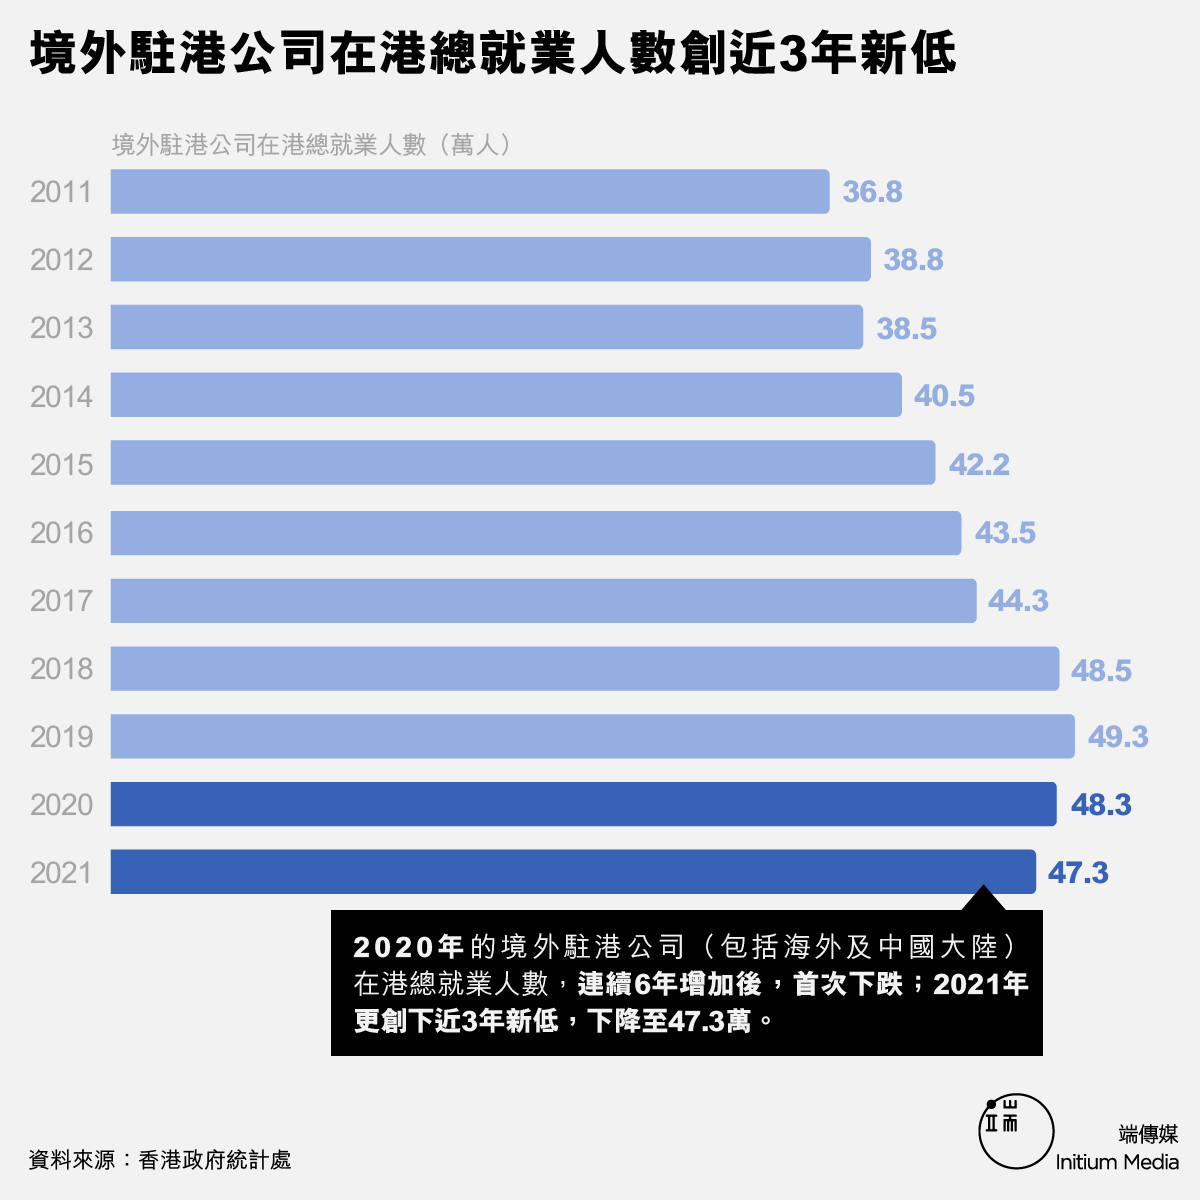 境外駐港公司在港總就業人數創近3年新低
境外駐港公司在港總就業人數（萬人）
2011 36.8
2012 38.8
2013 38.5
2014 40.5
2015 42.2
2016 43.5
2017 44.3
2018 48.5
2019 49.3
2020 48.3
2021 47.3
2020年的境外駐港公司（包括海外及中國大陸）
在港總就業人數，連續6年增加後，首次下跌；2021年
更創下近3年新低，下降至47.3萬。
資料來源：香港政府統計處
端
端傳媒
Initium Media